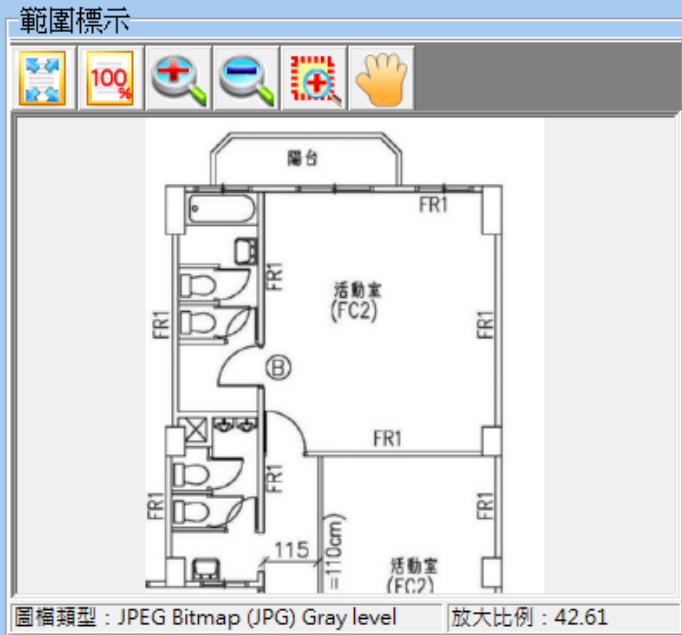 範圍標示
100
%
陽台
FR1
FR1
活動室
(FC2)
FR1
FR1
B
FR1
FR1
FR1
FR1
115
=110cm)
活動室
(FC2)
圖檔類型：JPEG Bitmap (JPG) Gray level
放大比例：42.61